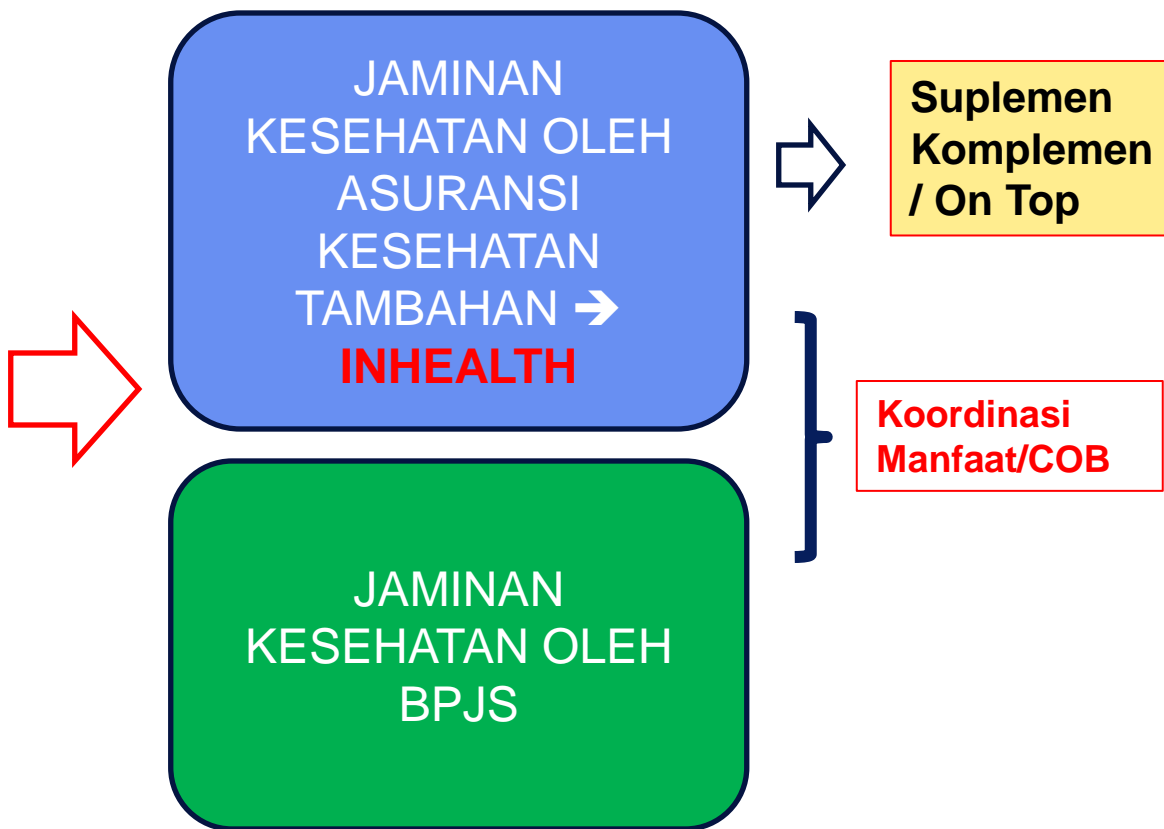 JAMINAN
KESEHATAN OLEH
ASURANSI
KESEHATAN
TAMBAHAN ➔
INHEALTH
Suplemen
Komplemen
/ On Top
Koordinasi
Manfaat/COB
JAMINAN
KESEHATAN OLEH
BPJS